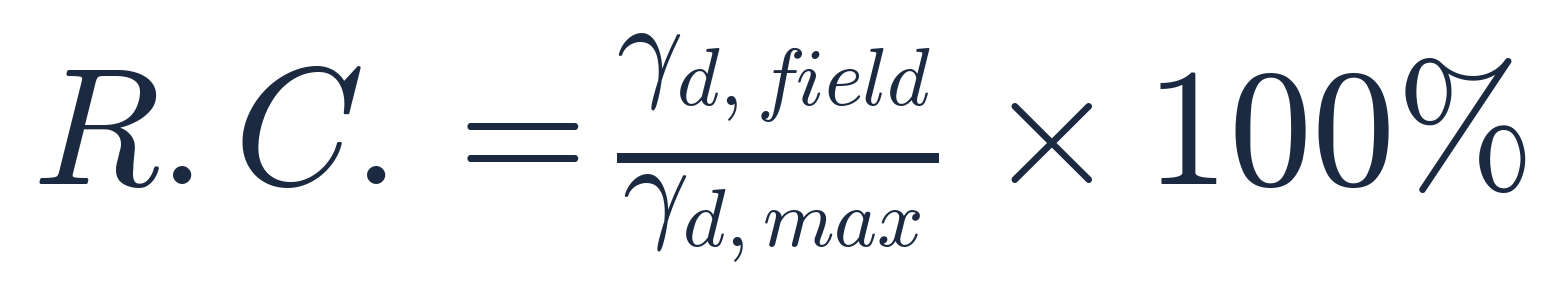 R.C. = γd, field / γd, max × 100%